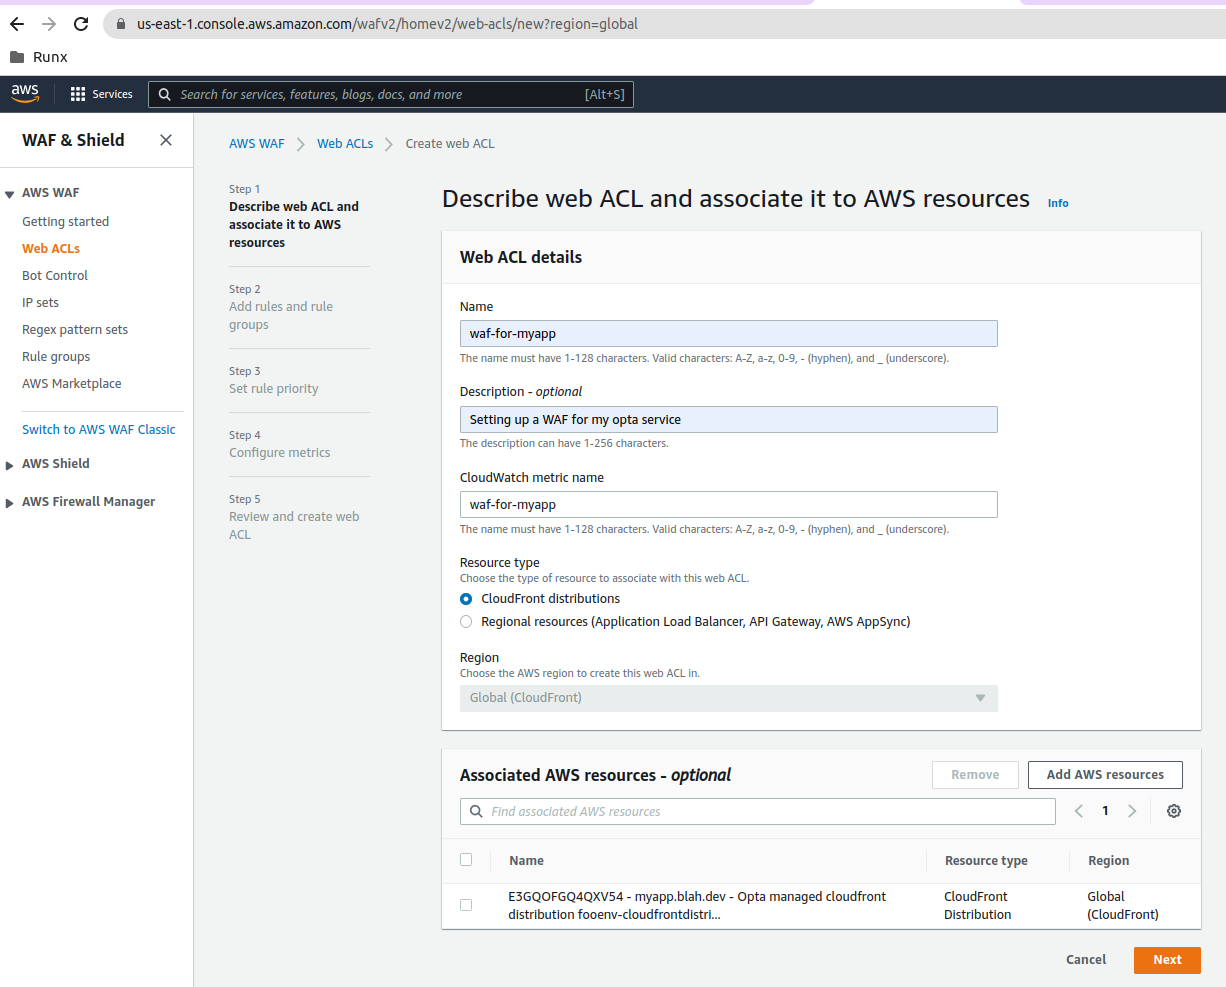 us-east-1.console.aws.amazon.com/wafv2/homev2/web-acls/new?region=global
Runx
aws
Services
Search for services, features, blogs, docs, and more
[Alt+S]
WAF & Shield
AWS WAF
Getting started
Web ACLs
Bot Control
IP sets
Regex pattern sets
Rule groups
AWS Marketplace
Switch to AWS WAF Classic
AWS Shield
AWS Firewall Manager
AWS WAF
Web ACLs
Create web ACL
Step 1
Describe web ACL and
associate it to AWS
resources
Step 2
Add rules and rule
groups
Step 3
Set rule priority
Step 4
Configure metrics
Step 5
Review and create web
ACL
Describe web ACL and associate it to AWS resources
Info
Web ACL details
Name
waf-for-myapp
The name must have 1-128 characters. Valid characters: A-Z, a-z, 0-9, - (hyphen), and _ (underscore).
Description - optional
Setting up a WAF for my opta service
The description can have 1-256 characters.
CloudWatch metric name
waf-for-myapp
The name must have 1-128 characters. Valid characters: A-Z, a-z, 0-9, - (hyphen), and _ (underscore).
Resource type
Choose the type of resource to associate with this web ACL.
CloudFront distributions
Regional resources (Application Load Balancer, API Gateway, AWS AppSync)
Region
Choose the AWS region to create this web ACL in.
Global (CloudFront)
Associated AWS resources - optional
Remove
Add AWS resources
Find associated AWS resources
1
Name
Resource type
Region
E3GQOFGQ4QXV54 - myapp.blah.dev - Opta managed cloudfront
distribution fooenv-cloudfrontdistri...
CloudFront
Distribution
Global
(CloudFront)
Cancel
Next